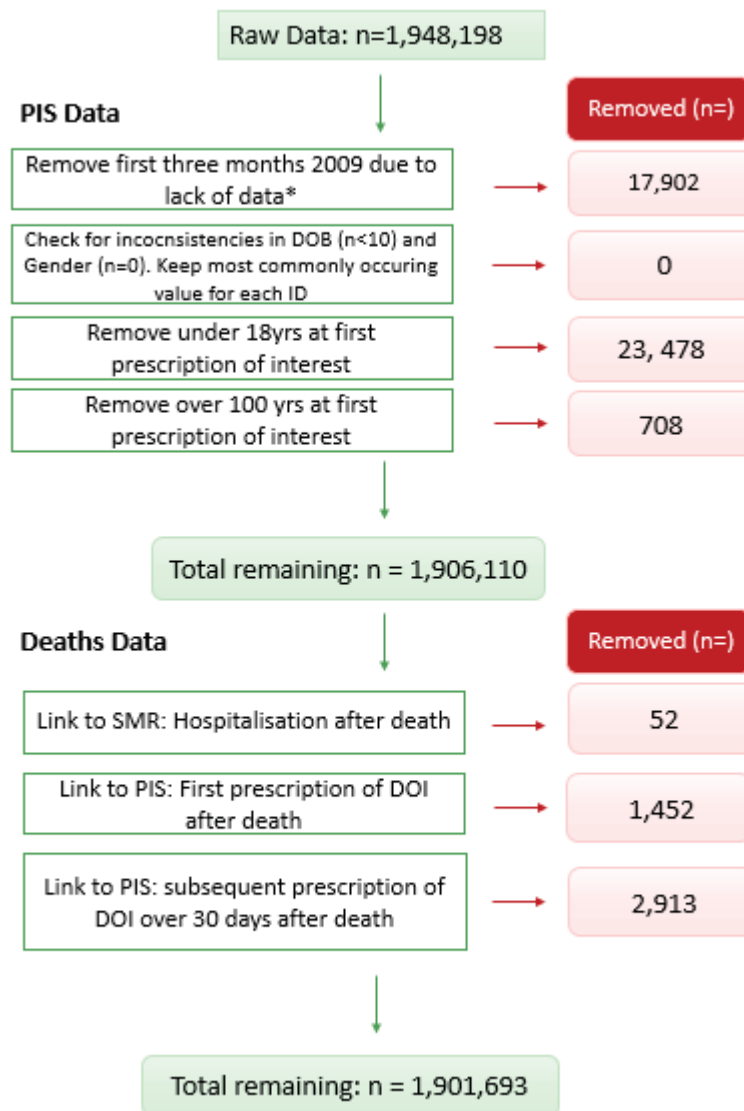 Raw Data: n=1,948,198
PIS Data
Removed (n=)
Remove first three months 2009 due to
lack of data*
17,902
Check for incocnsistencies in DOB (n<10) and
Gender (n=0). Keep most commonly occuring
value for each ID
0
Remove under 18yrs at first
prescription of interest
23, 478
Remove over 100 yrs at first
prescription of interest
708
Total remaining: n = 1,906,110
Deaths Data
Removed (n=)
Link to SMR: Hospitalisation after death
52
Link to PIS: First prescription of DOI
after death
1,452
Link to PIS: subsequent prescription of
DOI over 30 days after death
2,913
Total remaining: n = 1,901,693